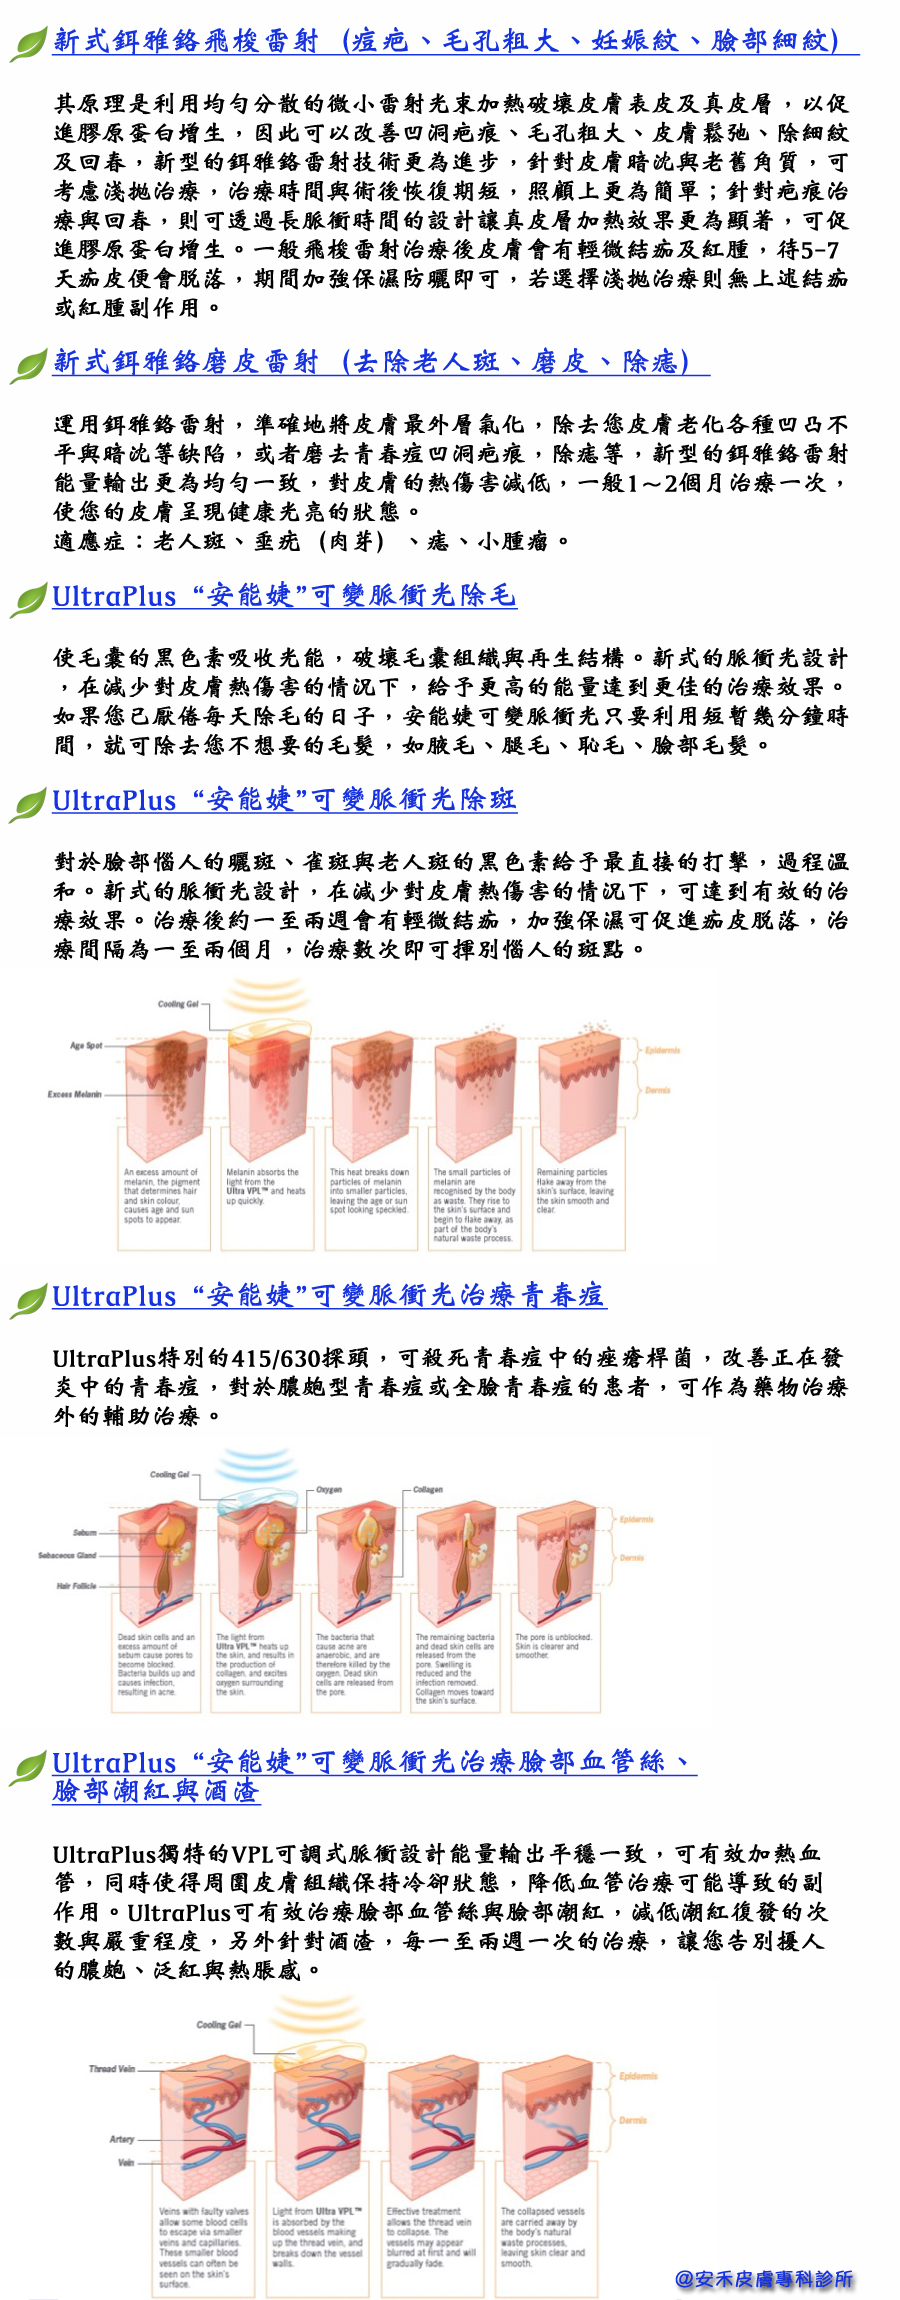 新式鉺雅鉻飛梭雷射 (痘疤、毛孔粗大、妊娠紋、臉部細紋)
其原理是利用均勻分散的微小雷射光束加熱破壞皮膚表皮及真皮層，以促
進膠原蛋白增生，因此可以改善凹洞疤痕、毛孔粗大、皮膚鬆弛、除細紋
及回春，新型的鉺雅鉻雷射技術更為進步，針對皮膚暗沈與老舊角質，可
考慮淺拋治療，治療時間與術後恢復期短，照顧上更為簡單；針對疤痕治
療與回春，則可透過長脈衝時間的設計讓真皮層加熱效果更為顯著，可促
進膠原蛋白增生。一般飛梭雷射治療後皮膚會有輕微結痂及紅腫，待5-7
天痂皮便會脫落，期間加強保濕防曬即可，若選擇淺拋治療則無上述結痂
或紅腫副作用。
新式鉺雅鉻磨皮雷射 (去除老人斑、磨皮、除痣)
運用鉺雅鉻雷射，準確地將皮膚最外層氣化，除去您皮膚老化各種凹凸不
平與暗沈等缺陷，或者磨去青春痘凹洞疤痕，除痣等，新型的鉺雅鉻雷射
能量輸出更為均勻一致，對皮膚的熱傷害減低，一般1～2個月治療一次，
使您的皮膚呈現健康光亮的狀態。
適應症：老人斑、垂疣 (肉芽) 、痣、小腫瘤。
UltraPlus “安能婕”可變脈衝光除毛
使毛囊的黑色素吸收光能，破壞毛囊組織與再生結構。新式的脈衝光設計
，在減少對皮膚熱傷害的情況下，給予更高的能量達到更佳的治療效果。
如果您已厭倦每天除毛的日子，安能婕可變脈衝光只要利用短暫幾分鐘時
間，就可除去您不想要的毛髮，如腋毛、腿毛、恥毛、臉部毛髮。
UltraPlus “安能婕”可變脈衝光除斑
對於臉部惱人的曬斑、雀斑與老人斑的黑色素給予最直接的打擊，過程溫
和。新式的脈衝光設計，在減少對皮膚熱傷害的情況下，可達到有效的治
療效果。治療後約一至兩週會有輕微結痂，加強保濕可促進痂皮脫落，治
療間隔為一至兩個月，治療數次即可揮別惱人的斑點。
Cooling Gel
Age Spot
Excess Melanin
Epidermis
Dermis
An excess amount of
melanin, the pigment
that determines hair
and skin colour,
causes age and sun
spots to appear.
Melanin absorbs the
light from the
Ultra VPL™ and heats
up quickly.
This heat breaks down
particles of melanin
into smaller particles,
leaving the age or sun
spot looking speckled.
The small particles of
melanin are
recognised by the body
as waste. They rise to
the skin's surface and
begin to flake away, as
part of the body's
natural waste process.
Remaining particles
flake away from the
skin's surface, leaving
the skin smooth and
clear.
UltraPlus “安能婕”可變脈衝光治療青春痘
UltraPlus特別的415/630探頭，可殺死青春痘中的痤瘡桿菌，改善正在發
炎中的青春痘，對於膿皰型青春痘或全臉青春痘的患者，可作為藥物治療
外的輔助治療。
Cooling Gel
Oxygen
Collagen
Sebum
Sebaceous Gland
Hair Follicle
Epidermis
Dermis
Dead skin cells and an
excess amount of
sebum cause pores to
become blocked.
Bacteria builds up and
causes infection,
resulting in acne.
The light from
Ultra VPL™ heats up
the skin, and results in
the production of
collagen, and excites
oxygen surrounding
the skin.
The bacteria that
cause acne are
anaerobic, and are
therefore killed by the
oxygen. Dead skin
cells are released from
the pore.
The remaining bacteria
and dead skin cells are
released from the
pore. Swelling is
reduced and the
infection removed.
Collagen moves toward
the skin's surface.
The pore is unblocked.
Skin is clearer and
smoother.
UltraPlus “安能婕”可變脈衝光治療臉部血管絲、
臉部潮紅與酒渣
UltraPlus獨特的VPL可調式脈衝設計能量輸出平穩一致，可有效加熱血
管，同時使得周圍皮膚組織保持冷卻狀態，降低血管治療可能導致的副
作用。UltraPlus可有效治療臉部血管絲與臉部潮紅，減低潮紅復發的次
數與嚴重程度，另外針對酒渣，每一至兩週一次的治療，讓您告別擾人
的膿皰、泛紅與熱脹感。
Cooling Gel
Thread Vein
Artery
Vein
Epidermis
Dermis
Veins with faulty valves
allow some blood cells
to escape via smaller
veins and capillaries.
These smaller blood
vessels can often be
seen on the skin's
surface.
Light from Ultra VPL™
is absorbed by the
blood vessels making
up the thread vein, and
breaks down the vessel
walls.
Effective treatment
allows the thread vein
to collapse. The
vessels may appear
blurred at first and will
gradually fade.
The collapsed vessels
are carried away by
the body's natural
waste processes,
leaving skin clear and
smooth.
@安禾皮膚專科診所